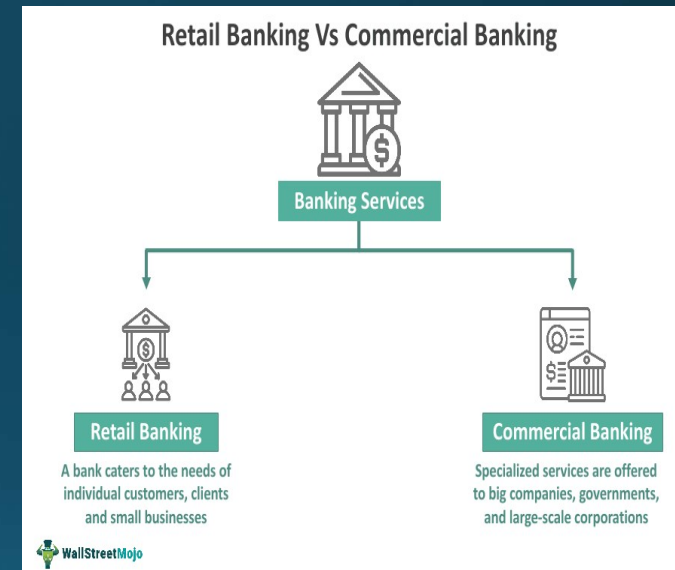 Retail Banking Vs Commercial Banking
$
Banking Services
$
$
Retail Banking
A bank caters to the needs of
individual customers, clients
and small businesses
Commercial Banking
Specialized services are offered
to big companies, governments,
and large-scale corporations
WallStreetMojo